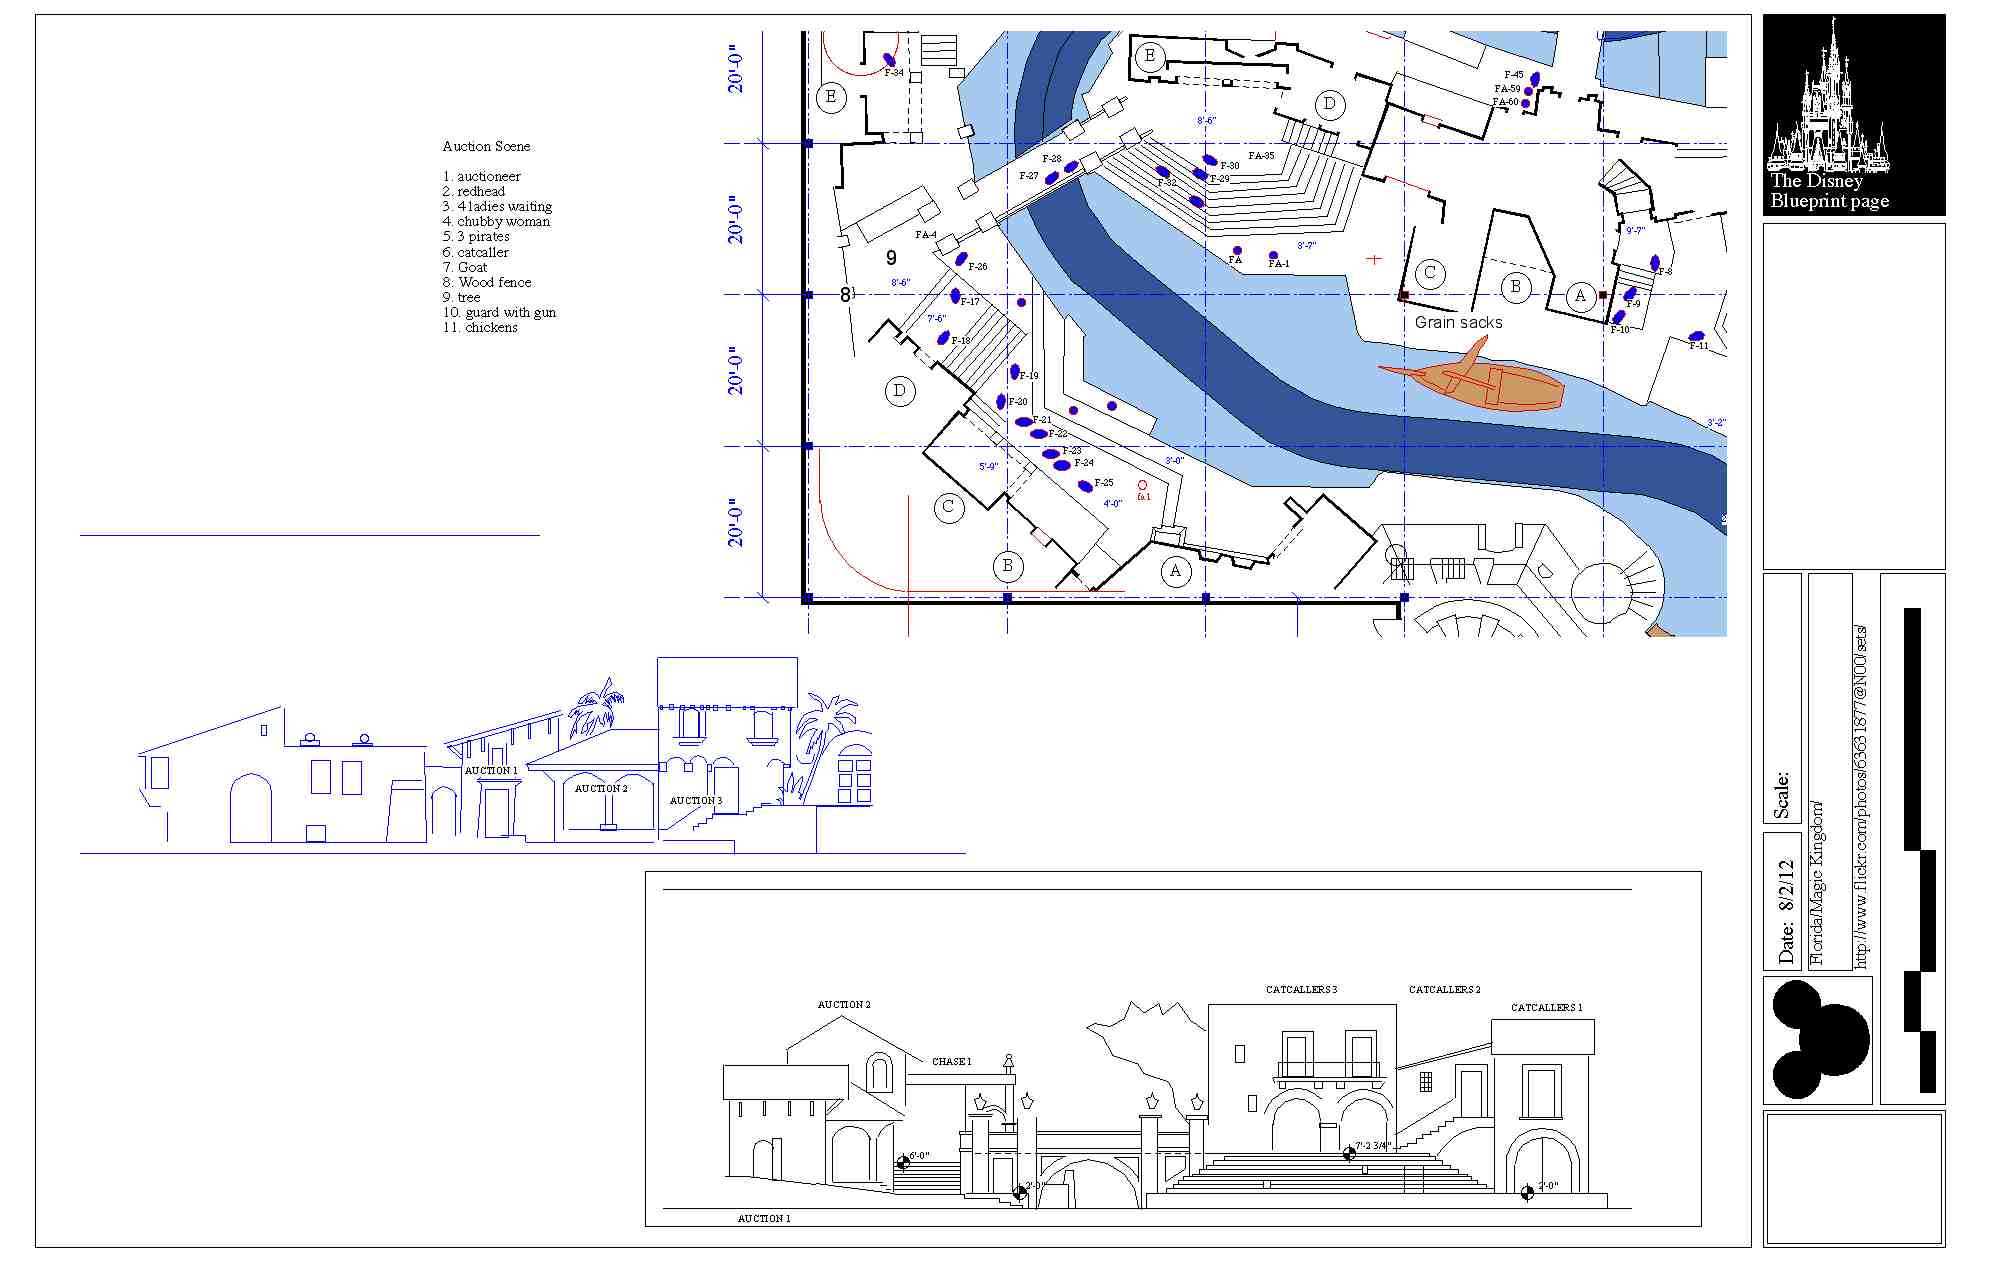 Auction Scene
1. auctioneer
2. redhead
3. 41adies waiting
4. chubby woman
5. 3 pirates
6. catcaller
7. Goat
8. Wood fence
9. tree
10. guard with gun
11. chickens
20'-0"
20'-0"
20'-0"
20'-0"
E
F-34
E
D
8'-6"
F-45
FA-59
FA-60
F-28
F-27
F-30
F-29
F-32
FA-35
FA-4
9
8'-6"
8
F-26
F-17
7'-6"
F-18
FA
FA-1
8'-7"
C
B
A
9'-7"
F-8
F-9
F-10
F-11
Grain sacks
D
F-19
F-20
F-21
F-22
F-23
F-24
F-25
5'-9"
4'-0"
3'-0"
3'-2"
fa1
C
B
A
AUCTION 1
AUCTION 2
AUCTION 3
AUCTION 2
CHASE 1
CATCALLERS 3
CATCALLERS 2
CATCALLERS 1
6'-0"
2'-0"
7'-2 3/4"
2'-0"
AUCTION 1
The Disney
Blueprint page
Scale:
Date: 8/2/12
Florida/Magic Kingdom/
http://www.flickr.com/photos/63631877@N00/sets/